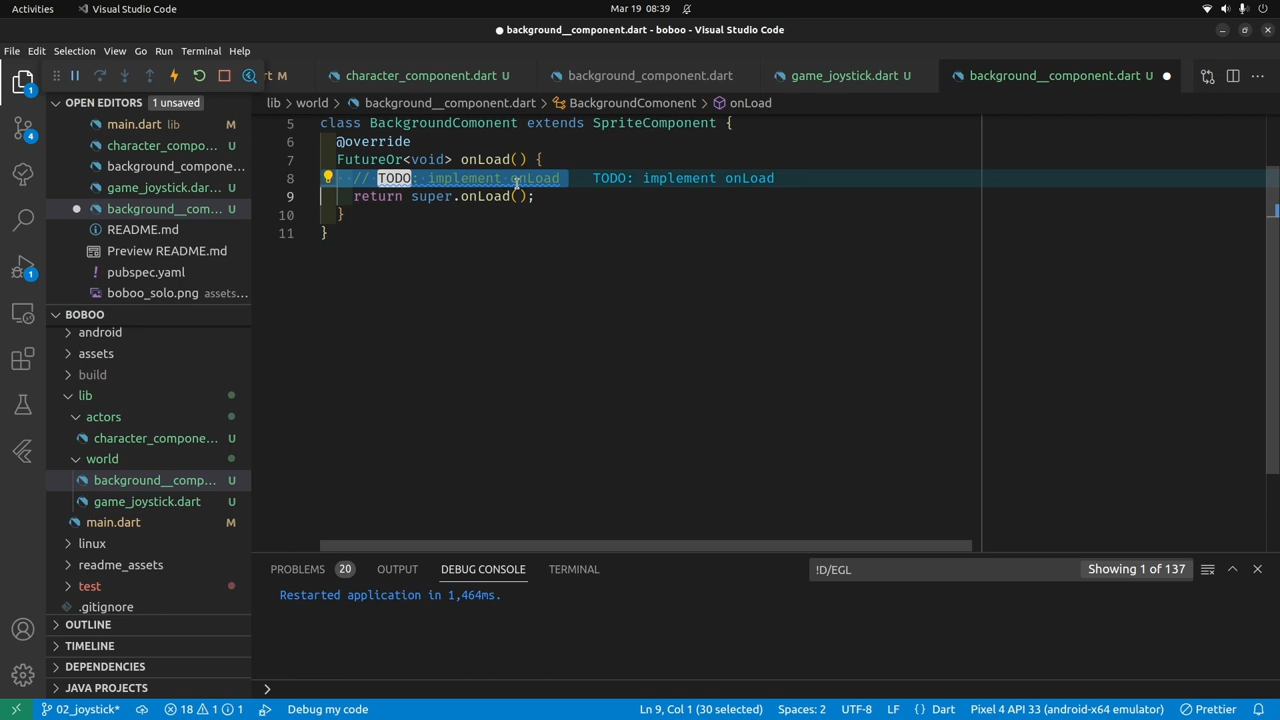 Activities
Visual Studio Code
Mar 19 08:39
● background__component.dart - boboo - Visual Studio Code
File Edit Selection View Go Run Terminal Help
rt M
character_component.dart U
background_component.dart
game_joystick.dart U
background__component.dart U
OPEN EDITORS 1 unsaved
lib > world > background__component.dart > BackgroundComonent > onLoad
main.dart lib M
character_compo... U
background_compone...
game_joystick.dart U
background__com... U
README.md
Preview README.md
pubspec.yaml
boboo_solo.png assets...
5 class BackgroundComonent extends SpriteComponent {
6 @override
7 FutureOr<void> onLoad() {
8 // TODO: implement onLoad TODO: implement onLoad
9 return super.onLoad();
10 }
11 }
BOBOO
android
assets
build
lib
actors
character_compone... U
world
background__comp... U
game_joystick.dart U
main.dart M
linux
readme_assets
test
.gitignore
OUTLINE
TIMELINE
DEPENDENCIES
JAVA PROJECTS
1
4
1
PROBLEMS 20 OUTPUT DEBUG CONSOLE TERMINAL
!D/EGL
Showing 1 of 137
Restarted application in 1,464ms.
>
02_joystick* 18 1 1 Debug my code
Ln 9, Col 1 (30 selected) Spaces: 2 UTF-8 LF {} Dart Pixel 4 API 33 (android-x64 emulator) Prettier